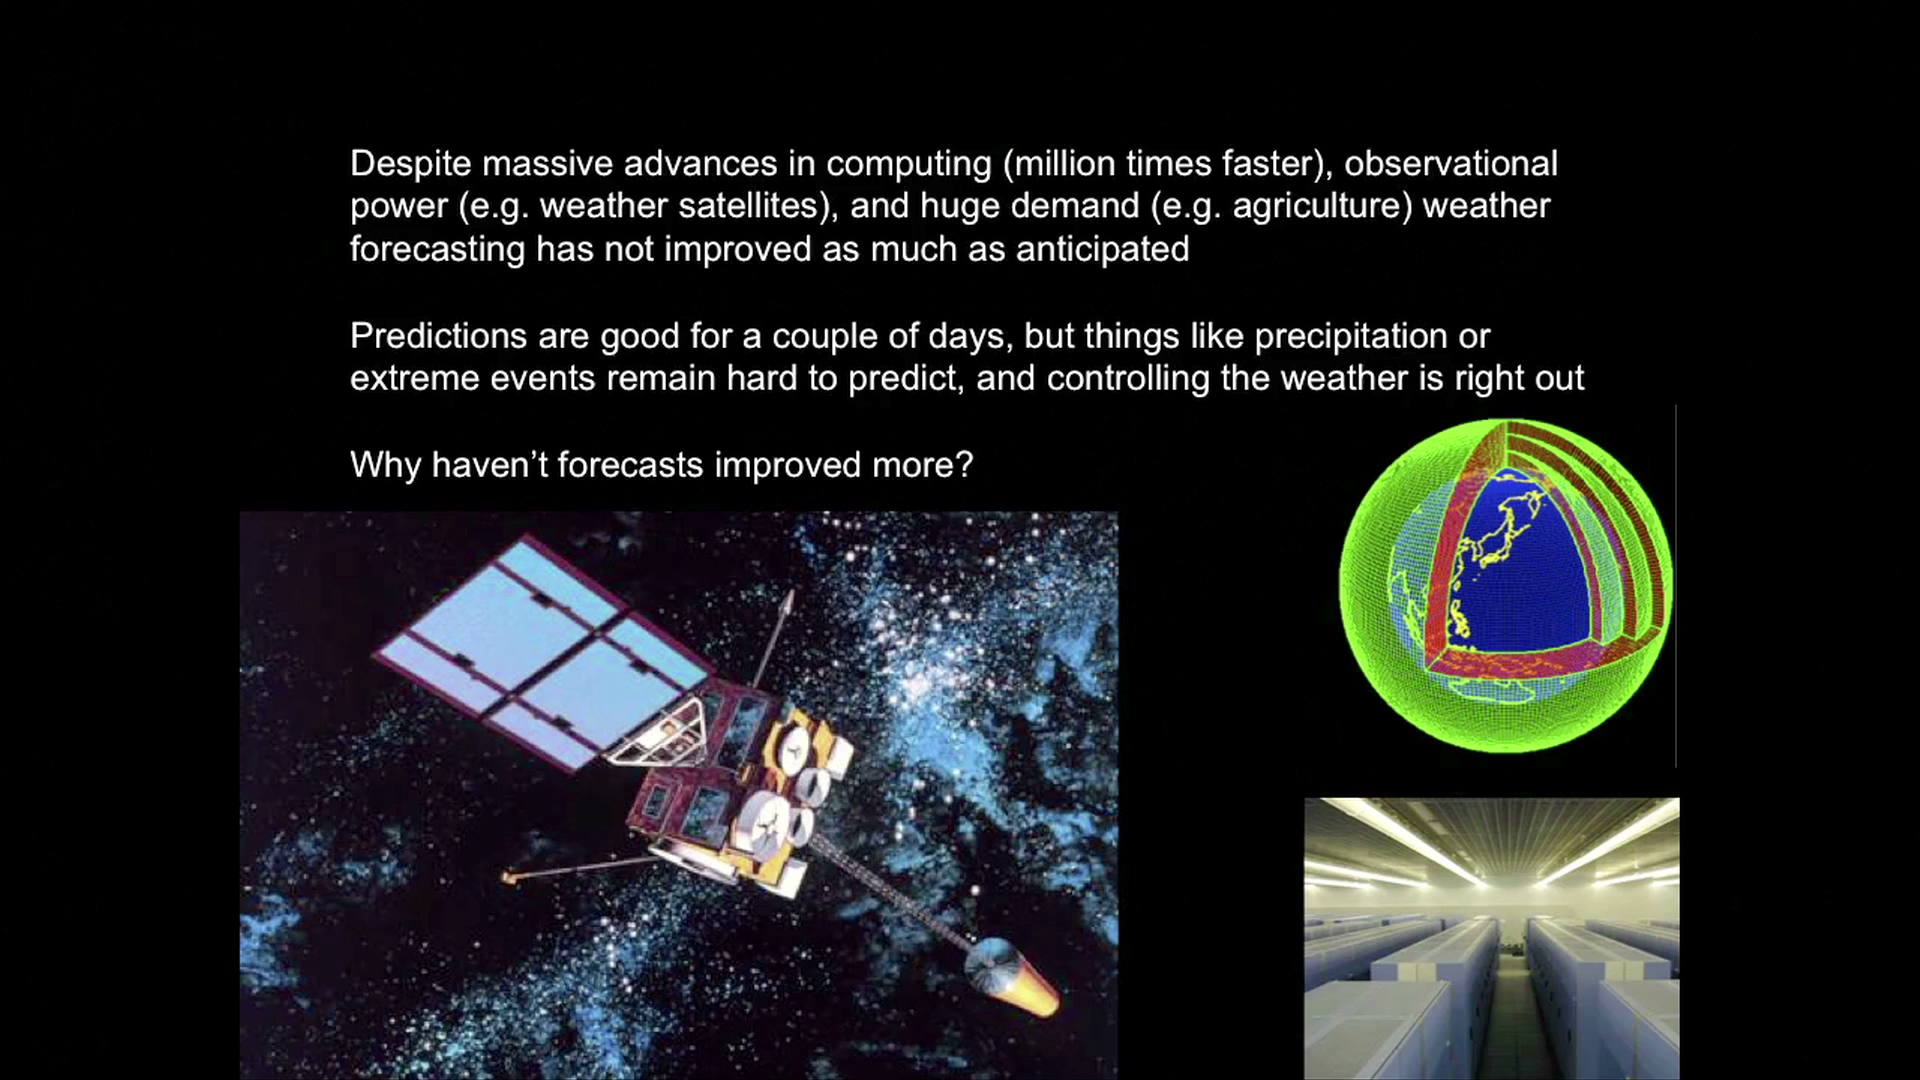 Despite massive advances in computing (million times faster), observational
power (e.g. weather satellites), and huge demand (e.g. agriculture) weather
forecasting has not improved as much as anticipated
Predictions are good for a couple of days, but things like precipitation or
extreme events remain hard to predict, and controlling the weather is right out
Why haven’t forecasts improved more?